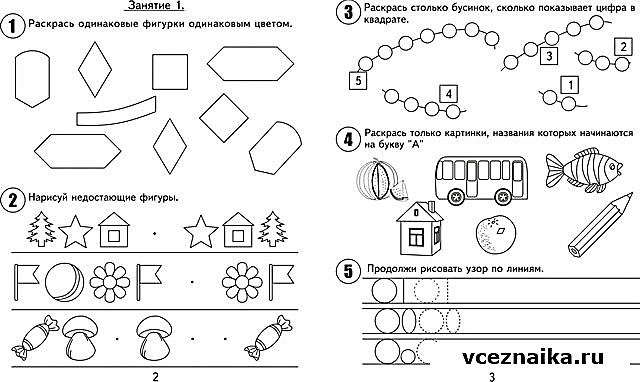 Занятие 1.
1 Раскрась одинаковые фигурки одинаковым цветом.
2 Нарисуй недостающие фигуры.
2
3 Раскрась столько бусинок, сколько показывает цифра в
квадрате.
5
3
2
4
1
4 Раскрась только картинки, названия которых начинаются
на букву "А"
5 Продолжи рисовать узор по линиям.
vceznaika.ru
3